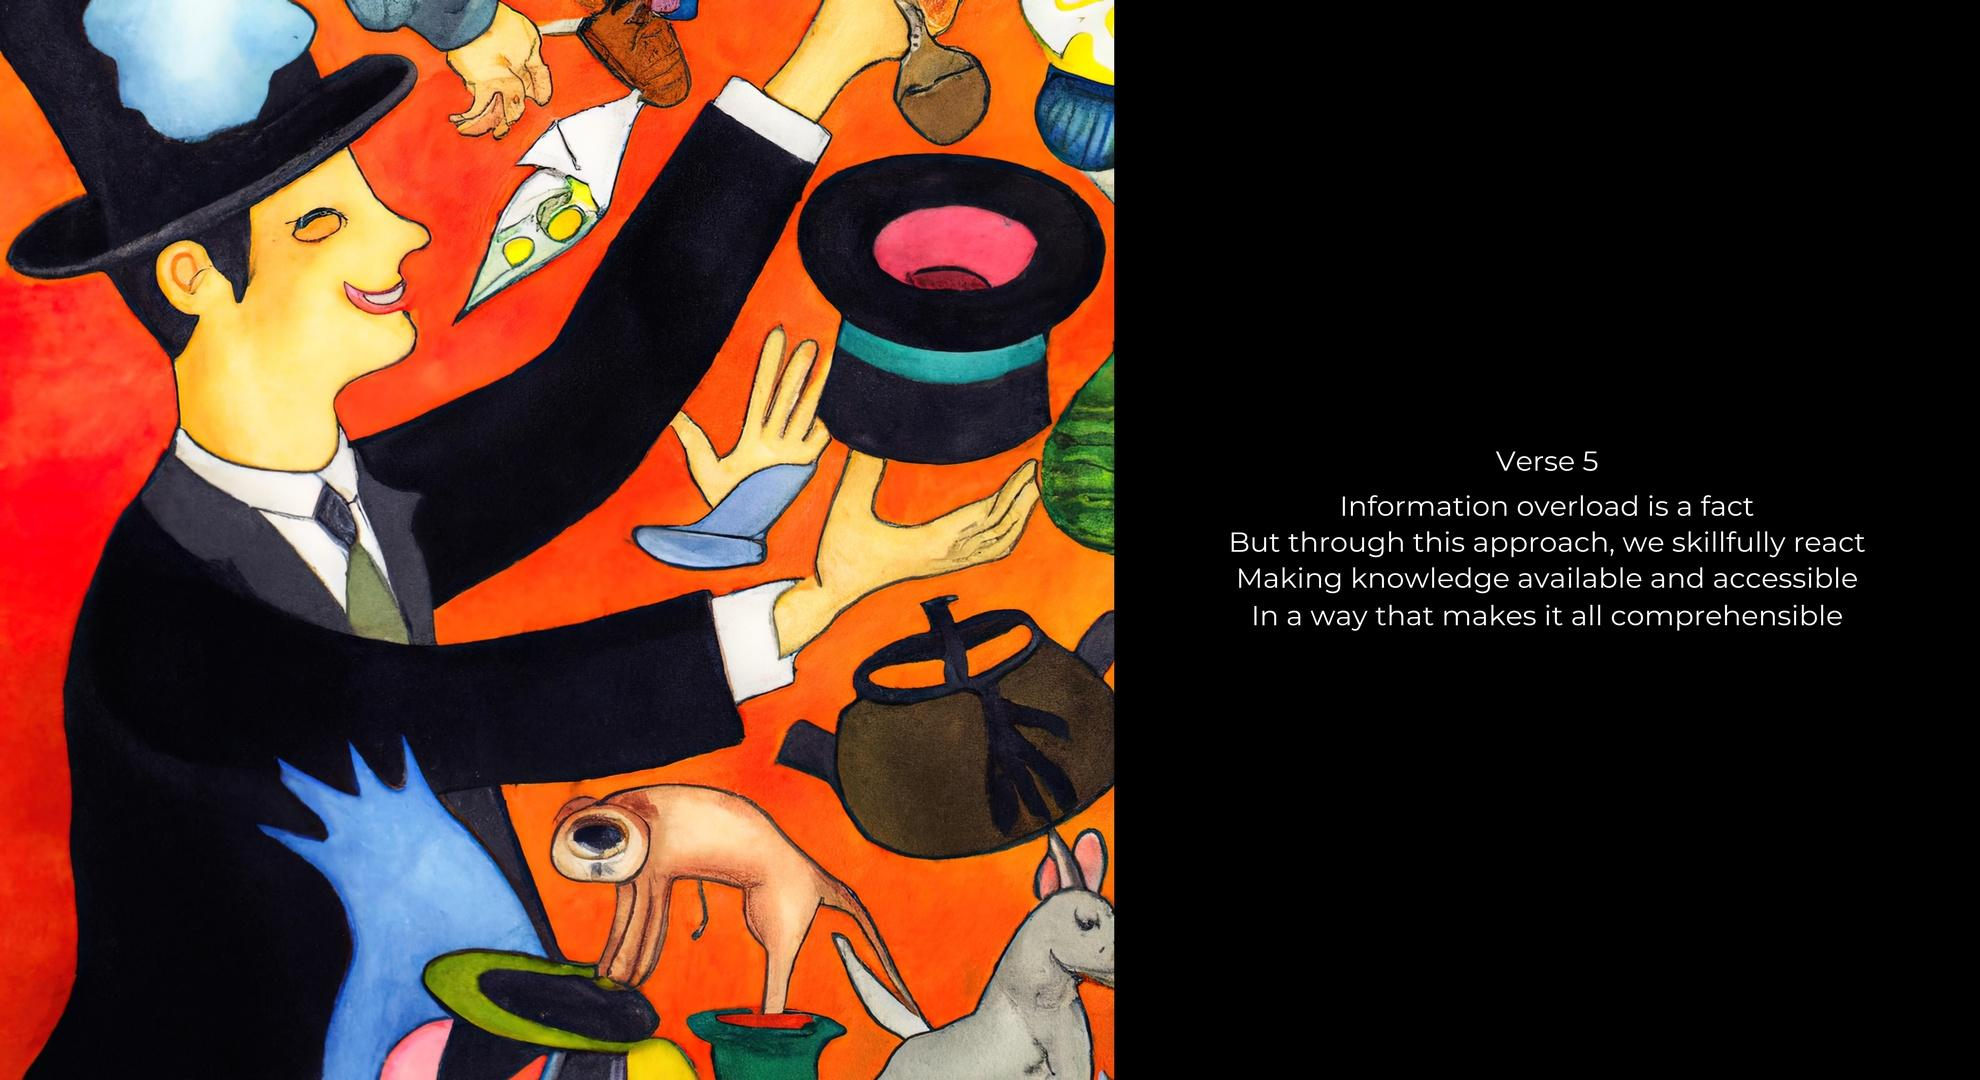 Verse 5
Information overload is a fact
But through this approach, we skillfully react
Making knowledge available and accessible
In a way that makes it all comprehensible